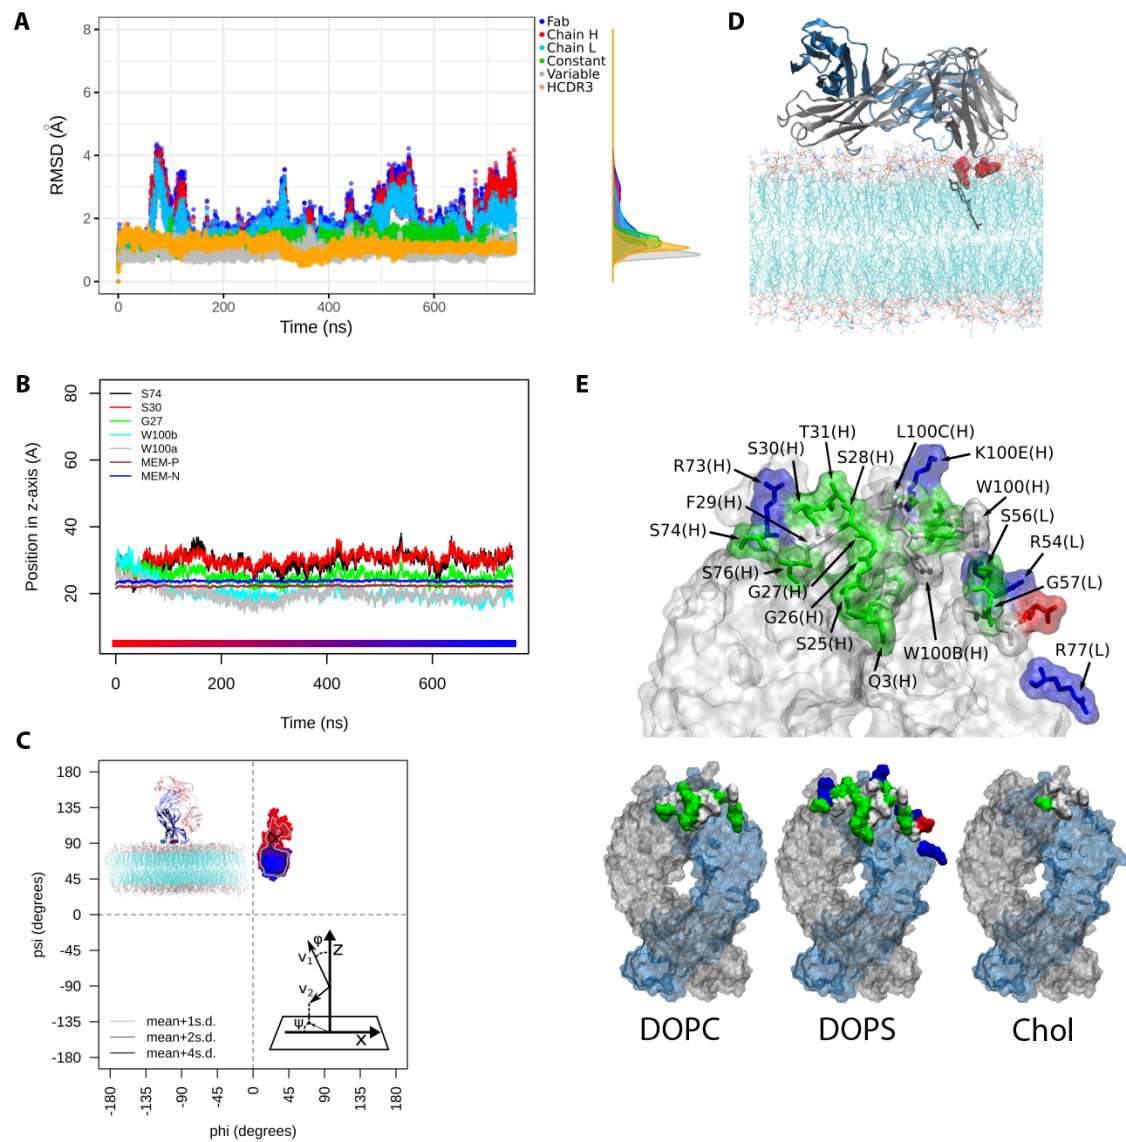 A
8
6
4
2
0
RMSD (Å)
0
200
400
600
Time (ns)
Fab
Chain H
Chain L
Constant
Variable
HCDR3
D
B
80
60
40
20
Position in z-axis (A)
S74
S30
G27
W100b
W100a
MEM-P
MEM-N
0
200
400
600
Time (ns)
C
180
135
90
45
0
-45
-90
-135
-180
psi (degrees)
φ
Z
V1
V2
ψ
X
mean+1s.d.
mean+2s.d.
mean+4s.d.
-180
-135
-90
-45
0
45
90
135
180
phi (degrees)
E
T31(H)
L100C(H)
S30(H)
S28(H)
K100E(H)
R73(H)
F29(H)
W100(H)
S56(L)
S74(H)
R54(L)
S76(H)
G57(L)
G27(H)
G26(H)
S25(H)
W100B(H)
R77(L)
Q3(H)
DOPC
DOPS
Chol